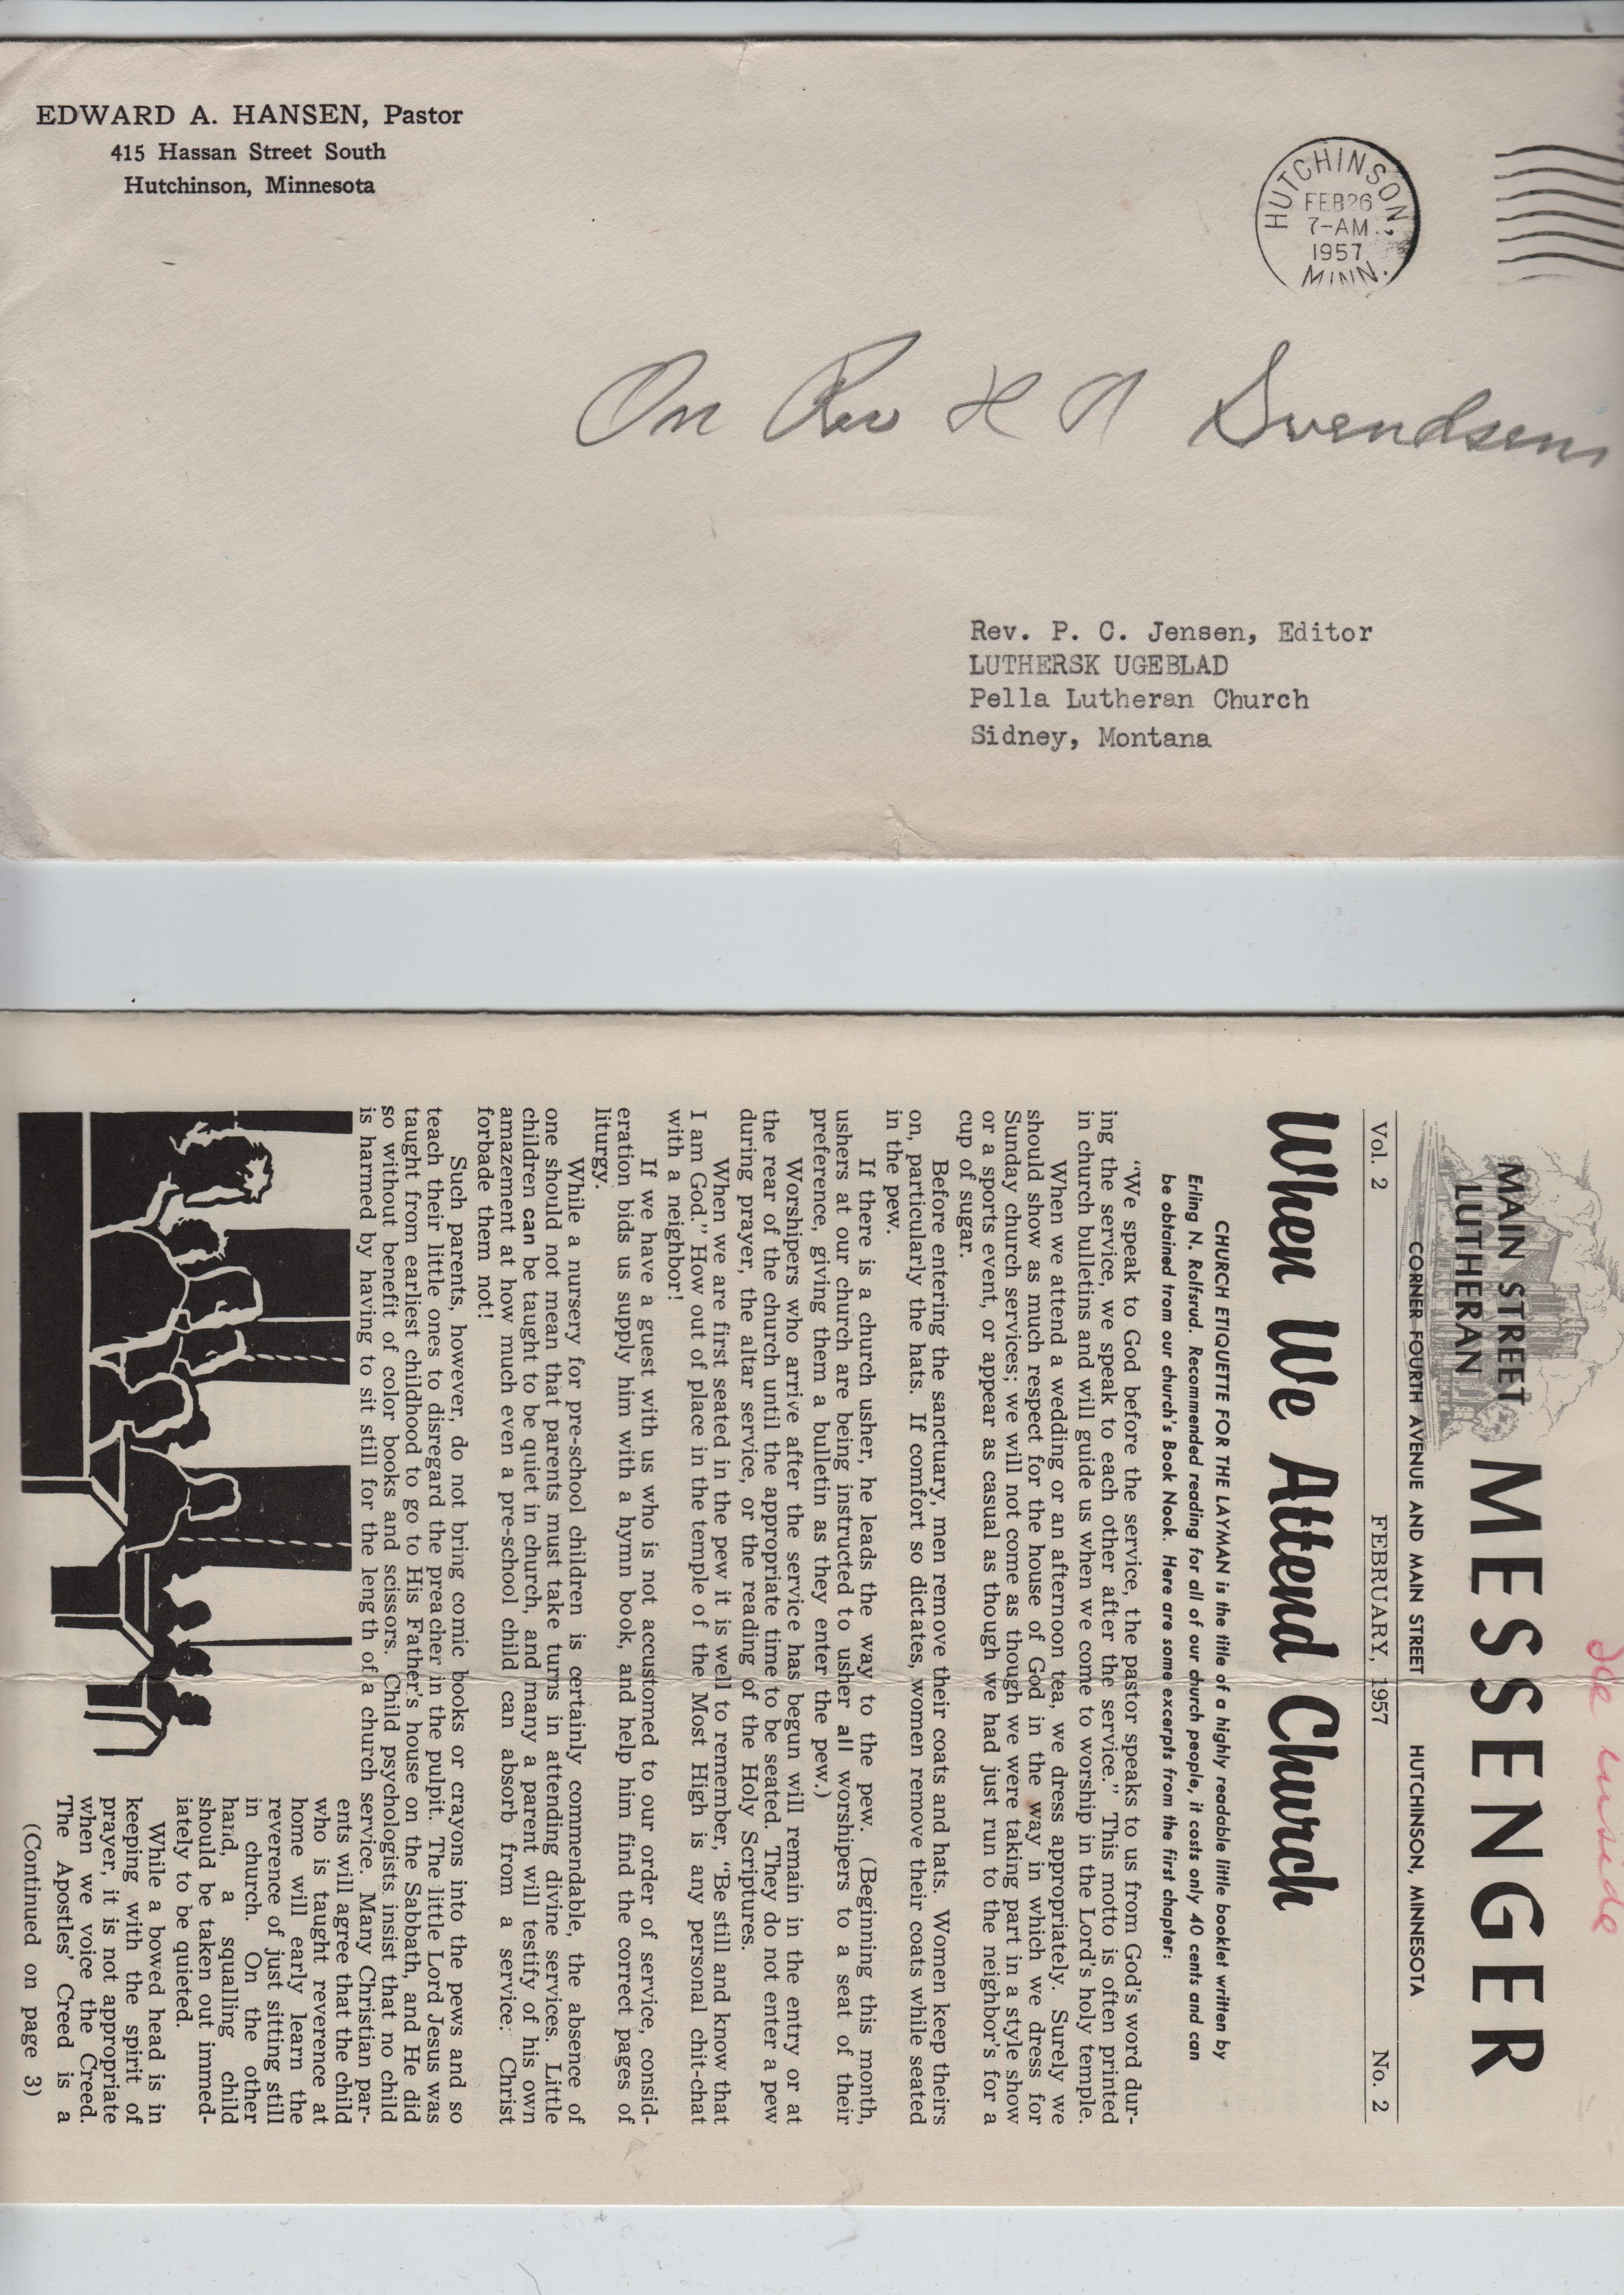 EDWARD A. HANSEN, Pastor
415 Hassan Street South
Hutchinson, Minnesota
HUTCHINSON,
FEB 26
7-AM
1957
MINN.
On Rev H N Svendsen
Rev. P. C. Jensen, Editor
LUTHERSK UGEBLAD
Pella Lutheran Church
Sidney, Montana
See inside
MAIN STREET
LUTHERAN
MESSENGER
CORNER FOURTH AVENUE AND MAIN STREET HUTCHINSON, MINNESOTA
Vol. 2 FEBRUARY, 1957 No. 2
When We Attend Church
CHURCH ETIQUETTE FOR THE LAYMAN is the title of a highly readable little booklet written by
Erling N. Rolfsrud. Recommended reading for all of our church people, it costs only 40 cents and can
be obtained from our church's Book Nook. Here are some excerpts from the first chapter:
"We speak to God before the service, the pastor speaks to us from God's word dur-
ing the service, we speak to each other after the service." This motto is often printed
in church bulletins and will guide us when we come to worship in the Lord's holy temple.
When we attend a wedding or an afternoon tea, we dress appropriately. Surely we
should show as much respect for the house of God in the way in which we dress for
Sunday church services; we will not come as though we were taking part in a style show
or a sports event, or appear as casual as though we had just run to the neighbor's for a
cup of sugar.
Before entering the sanctuary, men remove their coats and hats. Women keep theirs
on, particularly the hats. If comfort so dictates, women remove their coats while seated
in the pew.
If there is a church usher, he leads the way to the pew. (Beginning this month,
ushers at our church are being instructed to usher all worshipers to a seat of their
preference, giving them a bulletin as they enter the pew.)
Worshipers who arrive after the service has begun will remain in the entry or at
the rear of the church until the appropriate time to be seated. They do not enter a pew
during prayer, the altar service, or the reading of the Holy Scriptures.
When we are first seated in the pew it is well to remember, "Be still and know that
I am God." How out of place in the temple of the Most High is any personal chit-chat
with a neighbor!
If we have a guest with us who is not accustomed to our order of service, consid-
eration bids us supply him with a hymn book, and help him find the correct pages of
liturgy.
While a nursery for pre-school children is certainly commendable, the absence of
one should not mean that parents must take turns in attending divine services. Little
children can be taught to be quiet in church, and many a parent will testify of his own
amazement at how much even a pre-school child can absorb from a service. Christ
forbade them not!
Such parents, however, do not bring comic books or crayons into the pews and so
teach their little ones to disregard the preacher in the pulpit. The little Lord Jesus was
taught from earliest childhood to go to His Father's house on the Sabbath, and He did
so without benefit of color books and scissors. Child psychologists insist that no child
is harmed by having to sit still for the length of a church service. Many Christian par-
ents will agree that the child
who is taught reverence at
home will early learn the
reverence of just sitting still
in church. On the other
hand, a squalling child
should be taken out immed-
iately to be quieted.
While a bowed head is in
keeping with the spirit of
prayer, it is not appropriate
when we voice the Creed.
The Apostles' Creed is a
(Continued on page 3)